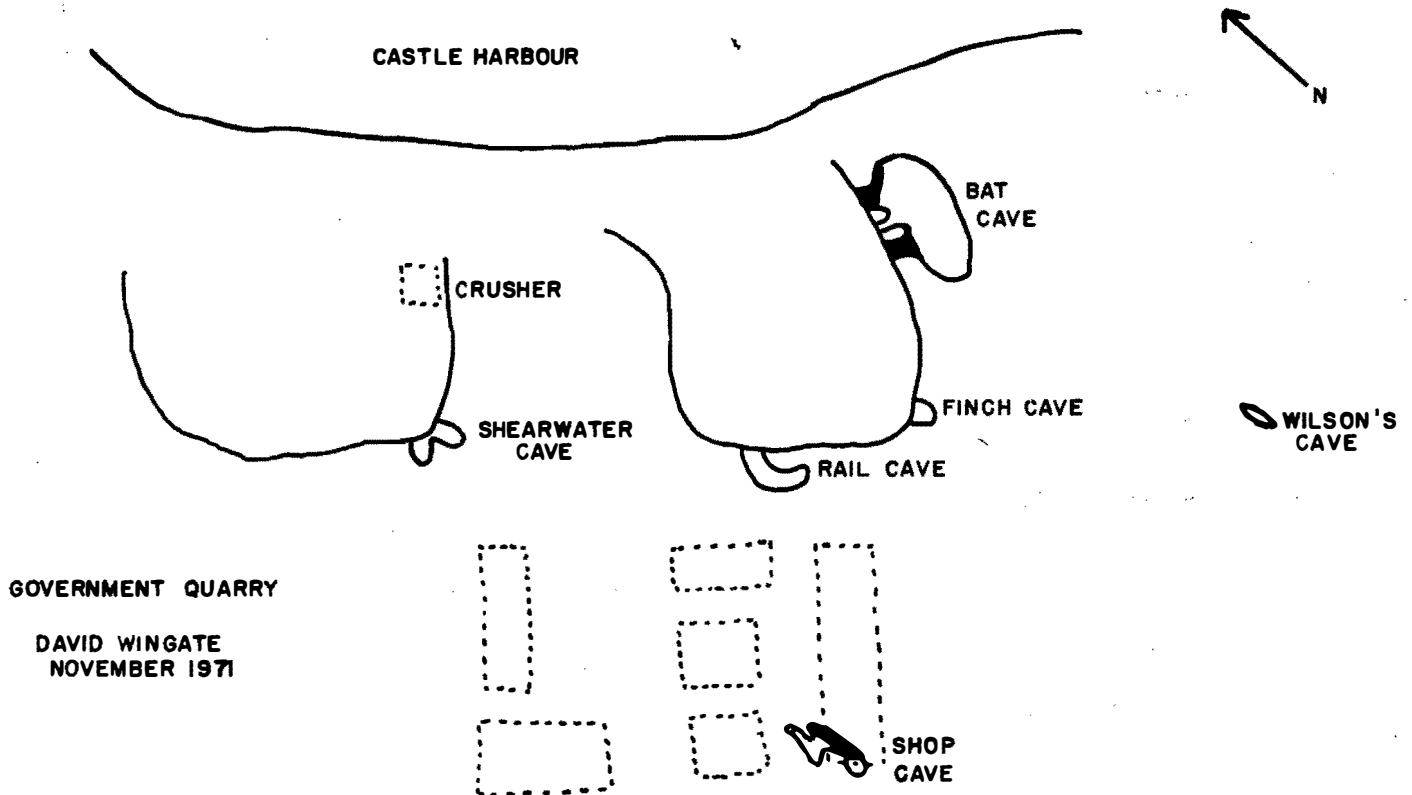 CASTLE HARBOUR
N
BAT
CAVE
CRUSHER
FINCH CAVE
WILSON'S
CAVE
SHEARWATER
CAVE
RAIL CAVE
GOVERNMENT QUARRY
DAVID WINGATE
NOVEMBER 1971
SHOP
CAVE